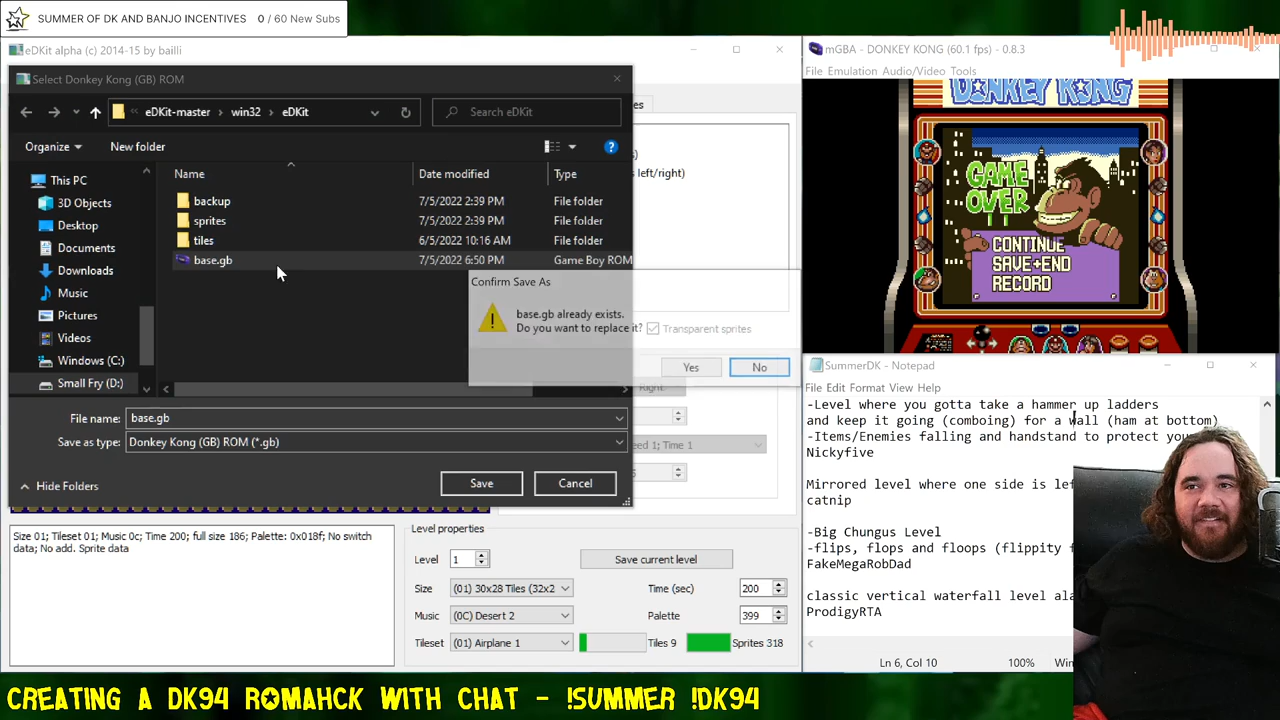 SUMMER OF DK AND BANJO INCENTIVES 0 / 60 New Subs
eDKit alpha (c) 2014-15 by bailli
Select Donkey Kong (GB) ROM
eDKit-master win32 eDKit
Search eDKit
Organize New folder
Name Date modified Type
This PC
3D Objects
Desktop
Documents
Downloads
Music
Pictures
Videos
Windows (C:)
Small Fry (D:)
backup 7/5/2022 2:39 PM File folder
sprites 7/5/2022 2:39 PM File folder
tiles 6/5/2022 10:16 AM File folder
base.gb 7/5/2022 6:50 PM Game Boy ROM
s left/right)
Confirm Save As
base.gb already exists.
Do you want to replace it?
Transparent sprites
Yes No
Right:
eed 1; Time 1
File name: base.gb
Save as type: Donkey Kong (GB) ROM (*.gb)
Hide Folders Save Cancel
Size 01; Tileset 01; Music 0c; Time 200; full size 186; Palette: 0x018f; No switch
data; No add. Sprite data
Level properties
Level 1 Save current level
Size (01) 30x28 Tiles (32x2 Time (sec) 200
Music (0C) Desert 2 Palette 399
Tileset (01) Airplane 1 Tiles 9 Sprites 318
mGBA - DONKEY KONG (60.1 fps) - 0.8.3
File Emulation Audio/Video Tools
DONKEY KONG
GAME
OVER
CONTINUE
SAVE+END
RECORD
SummerDK - Notepad
File Edit Format View Help
-Level where you gotta take a hammer up ladders
and keep it going (comboing) for a wall (ham at bottom)
-Items/Enemies falling and handstand to protect you
Nickyfive
Mirrored level where one side is lef
catnip
-Big Chungus Level
-flips, flops and floops (flippity f
FakeMegaRobDad
classic vertical waterfall level ala
ProdigyRTA
Ln 6, Col 10 100% Win
CREATING A DK94 ROMAHCK WITH CHAT - !SUMMER !DK94